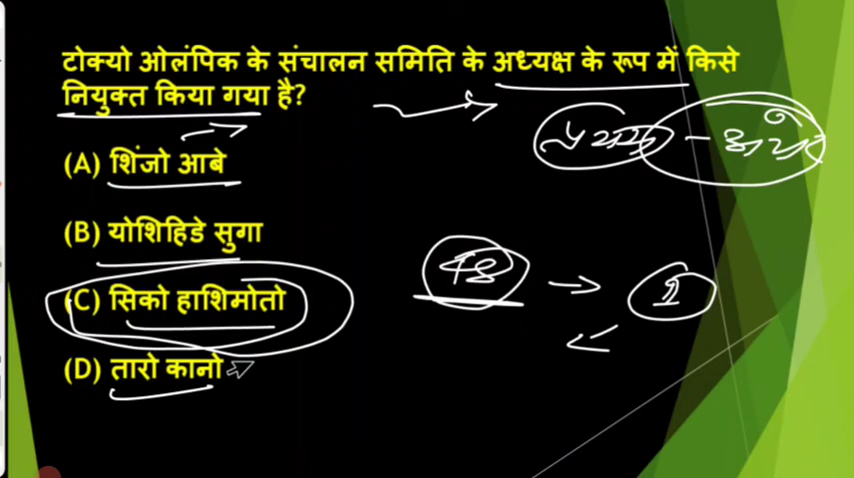 टोक्यो ओलंपिक के संचालन समिति के अध्यक्ष के रूप में किसे
नियुक्त किया गया है?
(A) शिंजो आबे
(B) योशिहिडे सुगा
(C) सिको हाशिमोतो
(D) तारो कानो